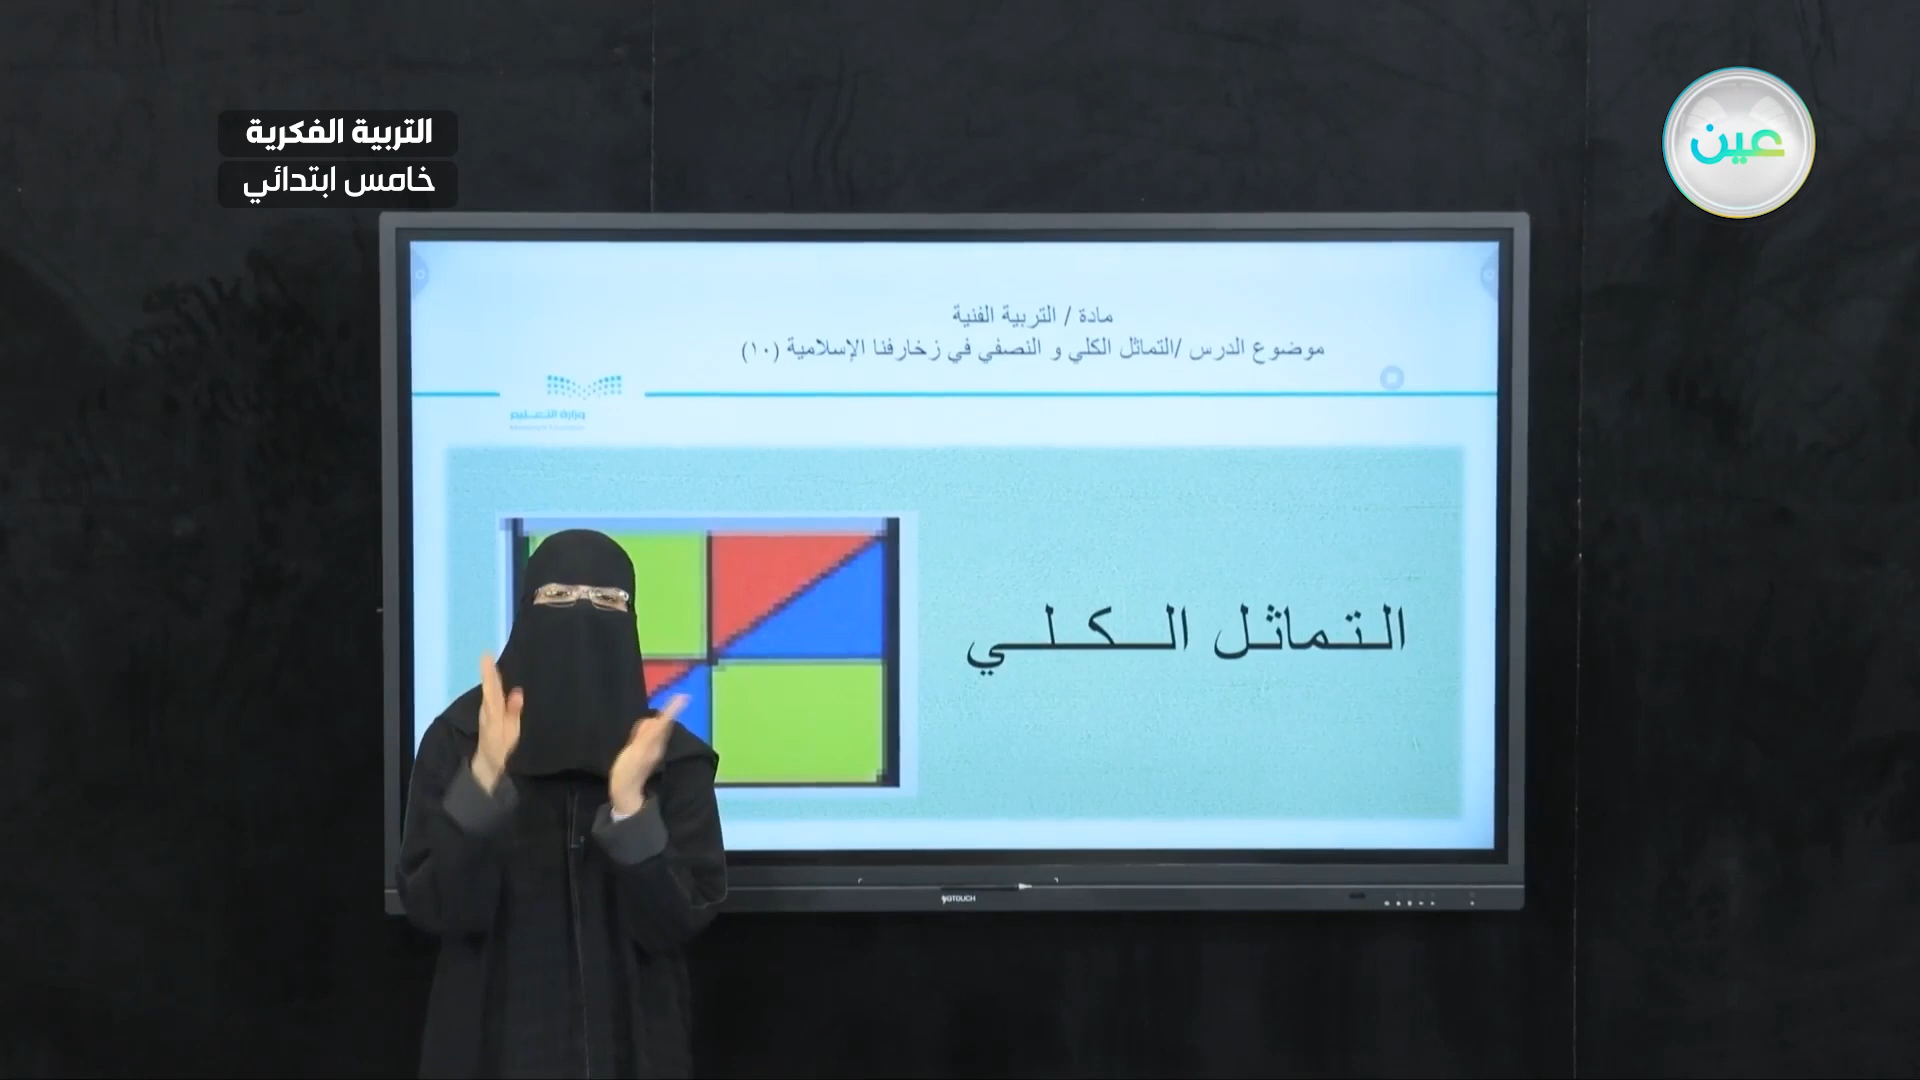 التربية الفكرية
خامس ابتدائي
عين
مادة / التربية الفنية
موضوع الدرس /التماثل الكلي و النصفي في زخارفنا الإسلامية (١٠)
وزارة التعليم
التماثل الكلي